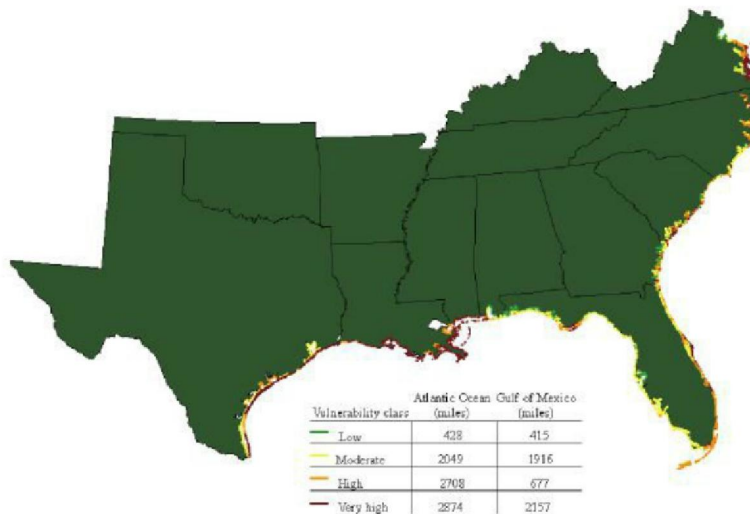 Atlantic Ocean Gulf of Mexico
Vulnerability class (miles) (miles)
Low 428 415
Moderate 2049 1916
High 2708 677
Very high 2874 2157